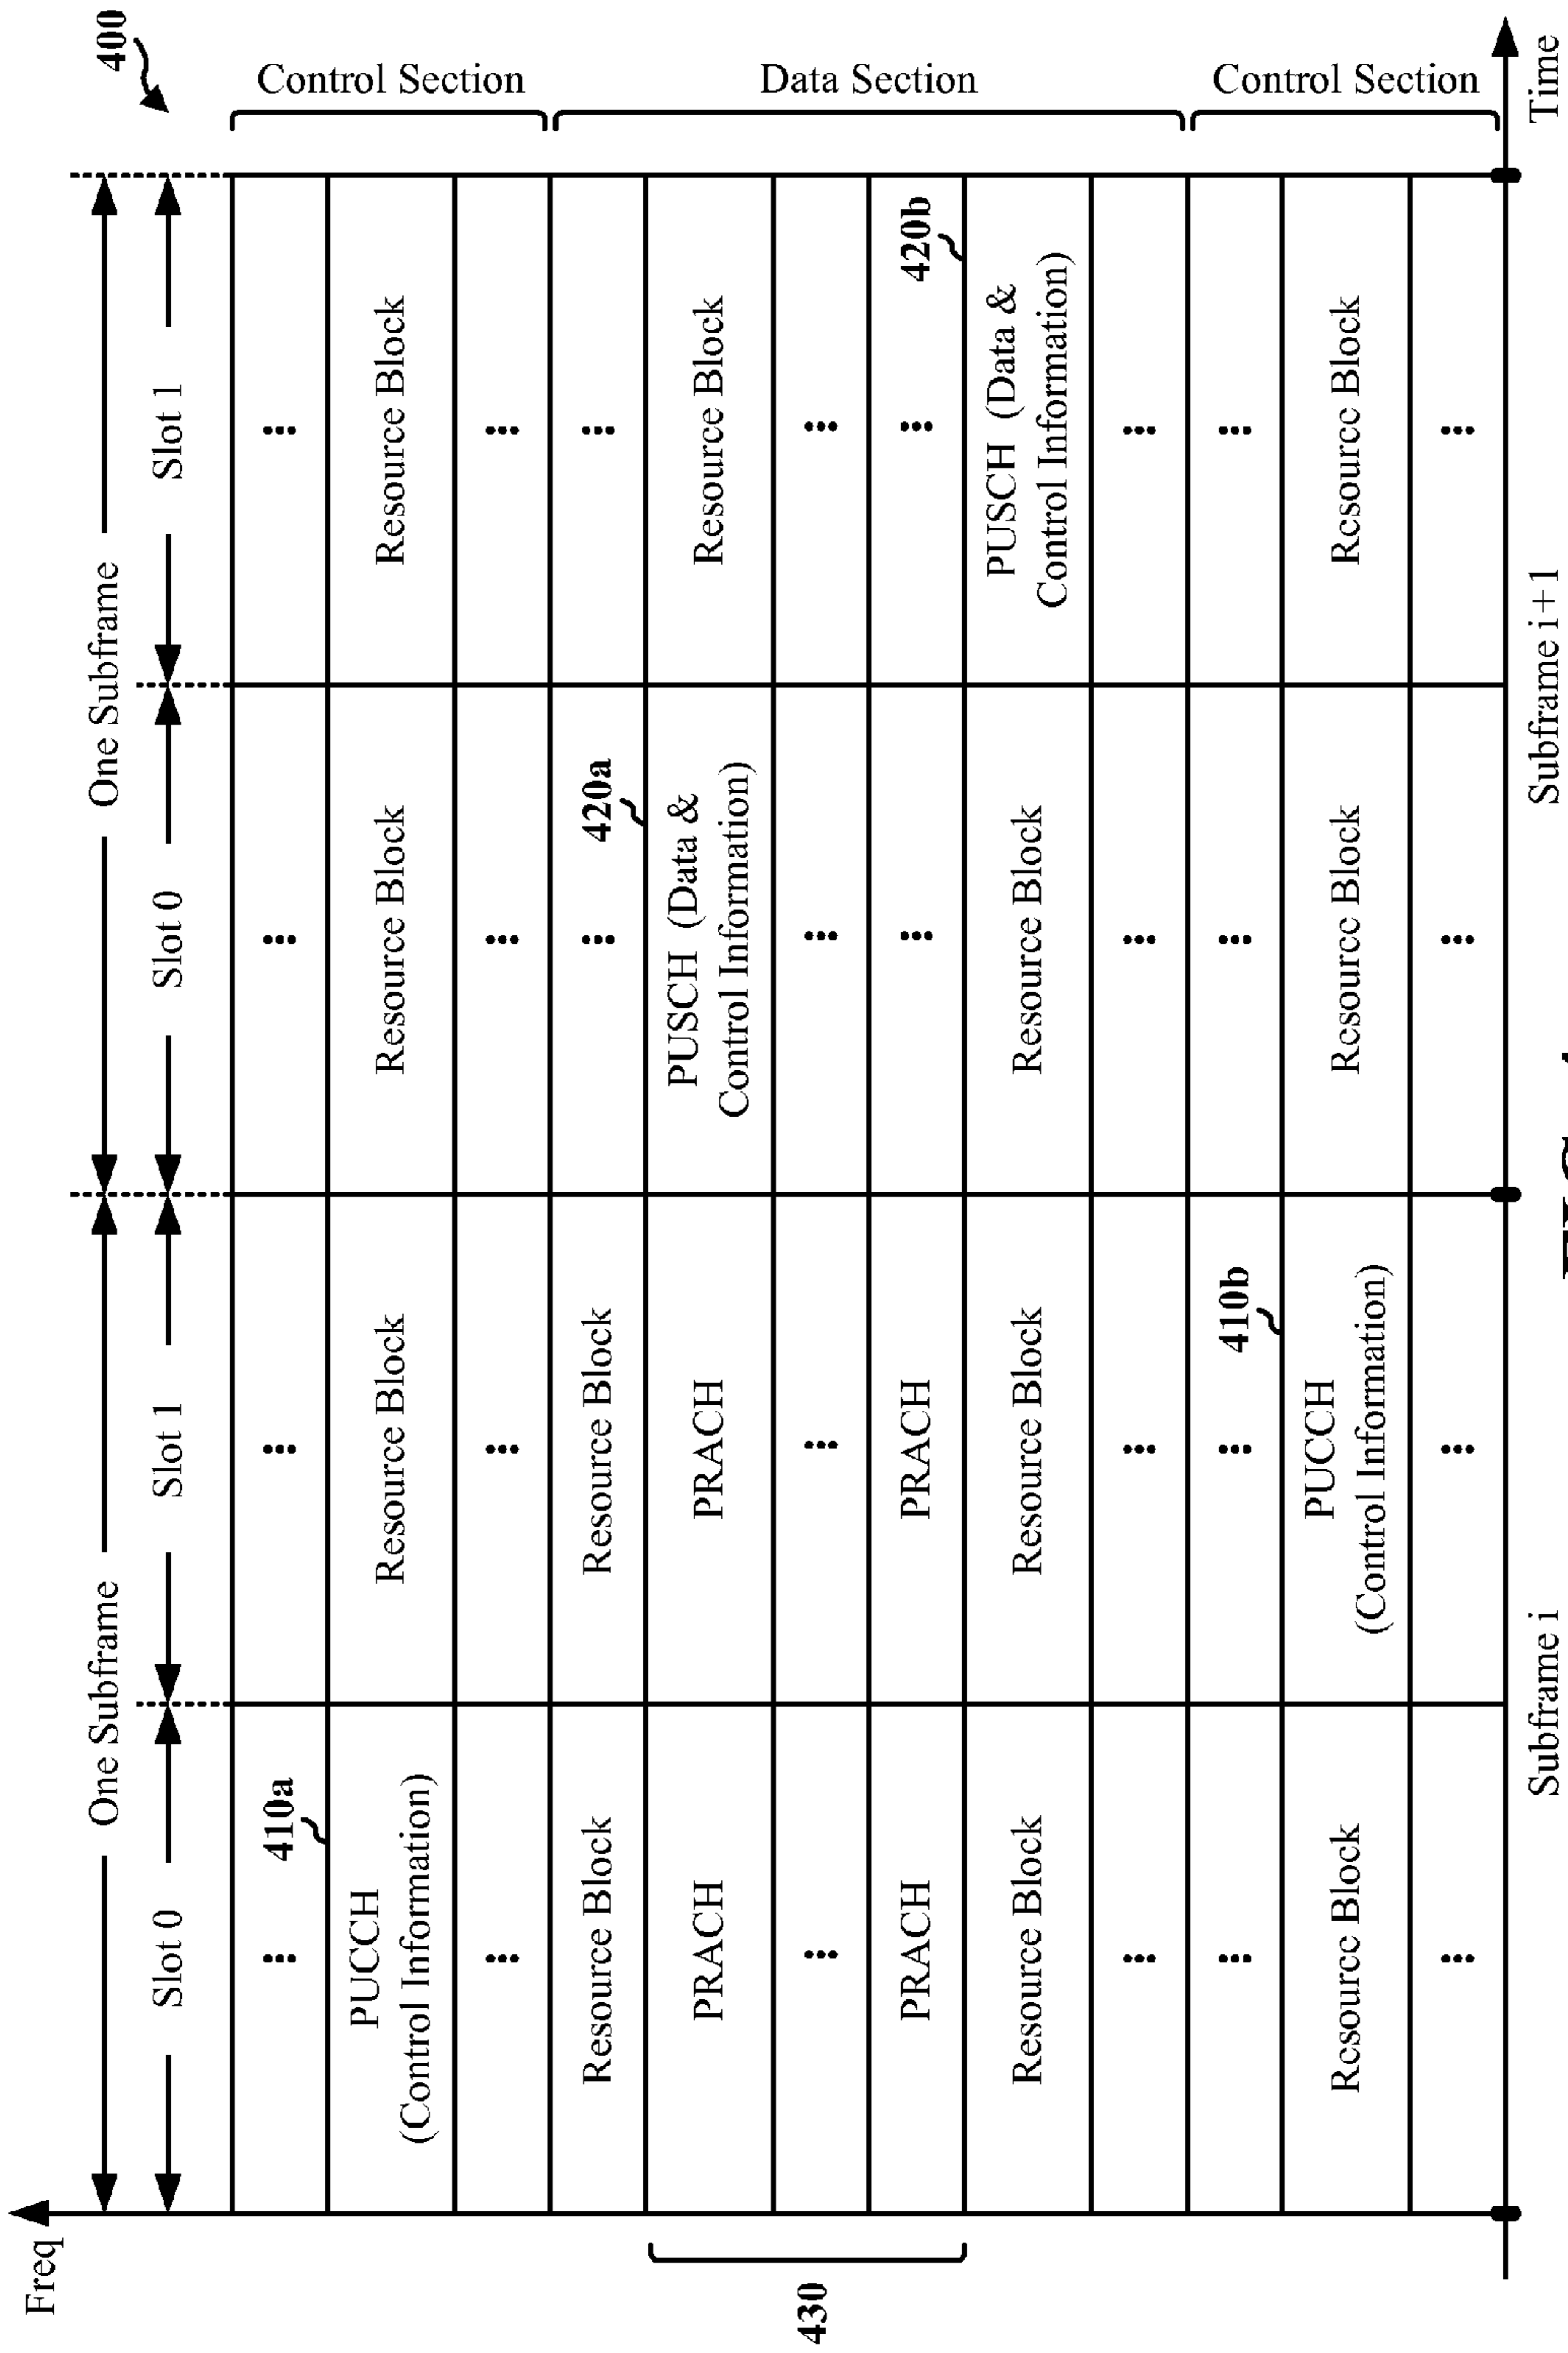 400
Freq
One Subframe
One Subframe
Slot 0
Slot 1
Slot 0
Slot 1
Control Section
410a
PUCCH
(Control Information)
Resource Block
Resource Block
Resource Block
Data Section
Resource Block
Resource Block
420a
430
PRACH
PRACH
PUSCH (Data &
Control Information)
Resource Block
PRACH
PRACH
420b
Resource Block
Resource Block
Resource Block
PUSCH (Data &
Control Information)
Control Section
410b
Resource Block
PUCCH
(Control Information)
Resource Block
Resource Block
Subframe i
Subframe i+1
Time